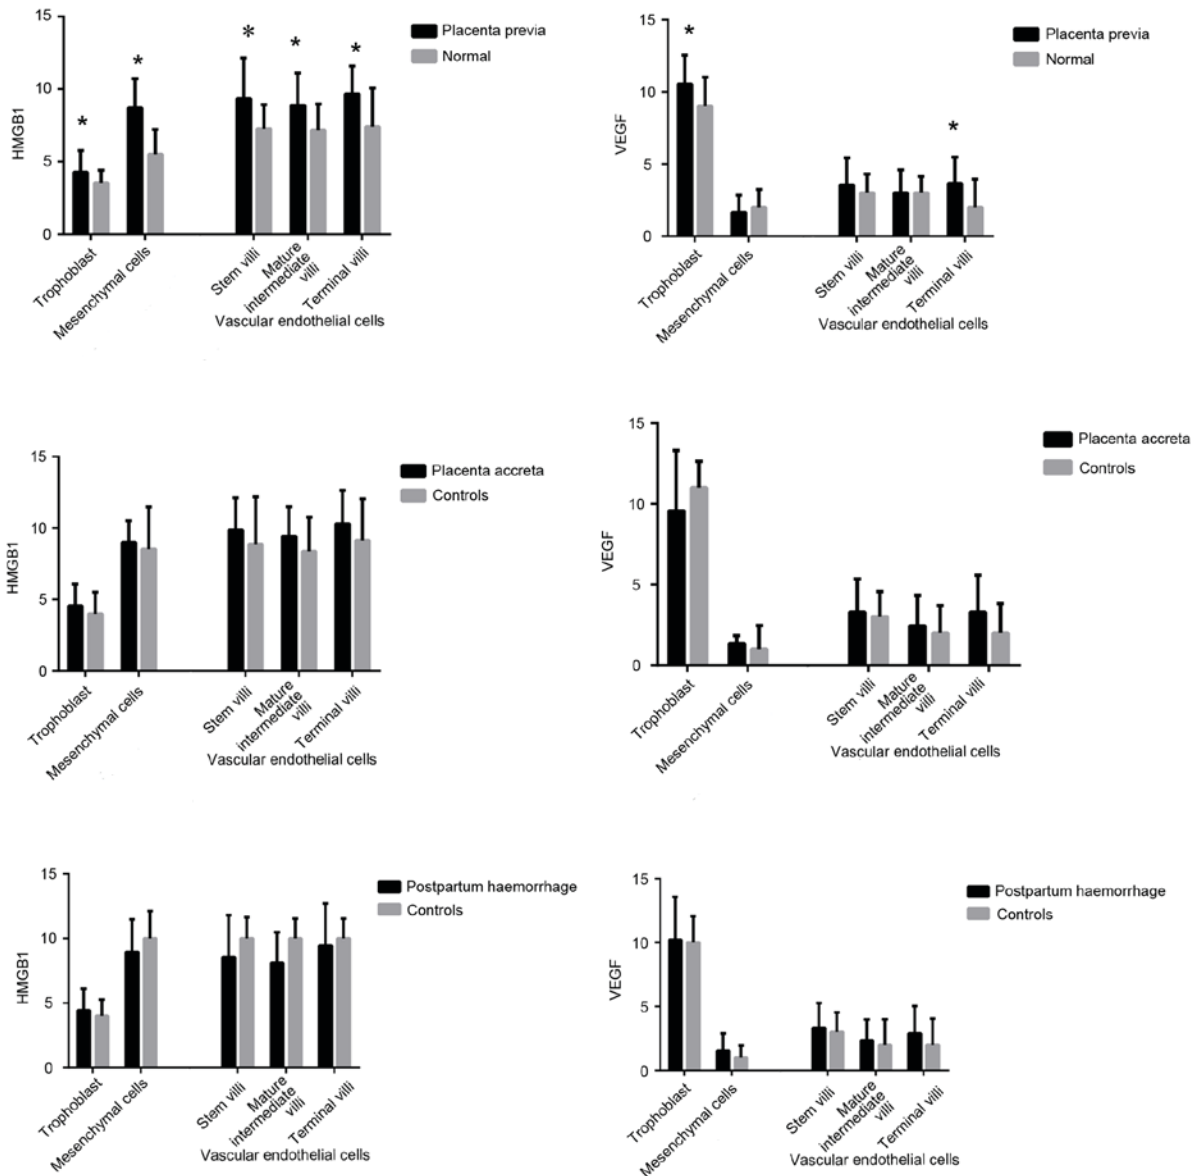 15
10
5
0
HMGB1
*
*
*
*
*
Placenta previa
Normal
Trophoblast
Mesenchymal cells
Stem villi
Mature
intermediate
villi
Terminal villi
Vascular endothelial cells
15
10
5
0
VEGF
*
*
Placenta previa
Normal
Trophoblast
Mesenchymal cells
Stem villi
Mature
intermediate
villi
Terminal villi
Vascular endothelial cells
15
10
5
0
HMGB1
Placenta accreta
Controls
Trophoblast
Mesenchymal cells
Stem villi
Mature
intermediate
villi
Terminal villi
Vascular endothelial cells
15
10
5
0
VEGF
Placenta accreta
Controls
Trophoblast
Mesenchymal cells
Stem villi
Mature
intermediate
villi
Terminal villi
Vascular endothelial cells
15
10
5
0
HMGB1
Postpartum haemorrhage
Controls
Trophoblast
Mesenchymal cells
Stem villi
Mature
intermediate
villi
Terminal villi
Vascular endothelial cells
15
10
5
0
VEGF
Postpartum haemorrhage
Controls
Trophoblast
Mesenchymal cells
Stem villi
Mature
intermediate
villi
Terminal villi
Vascular endothelial cells